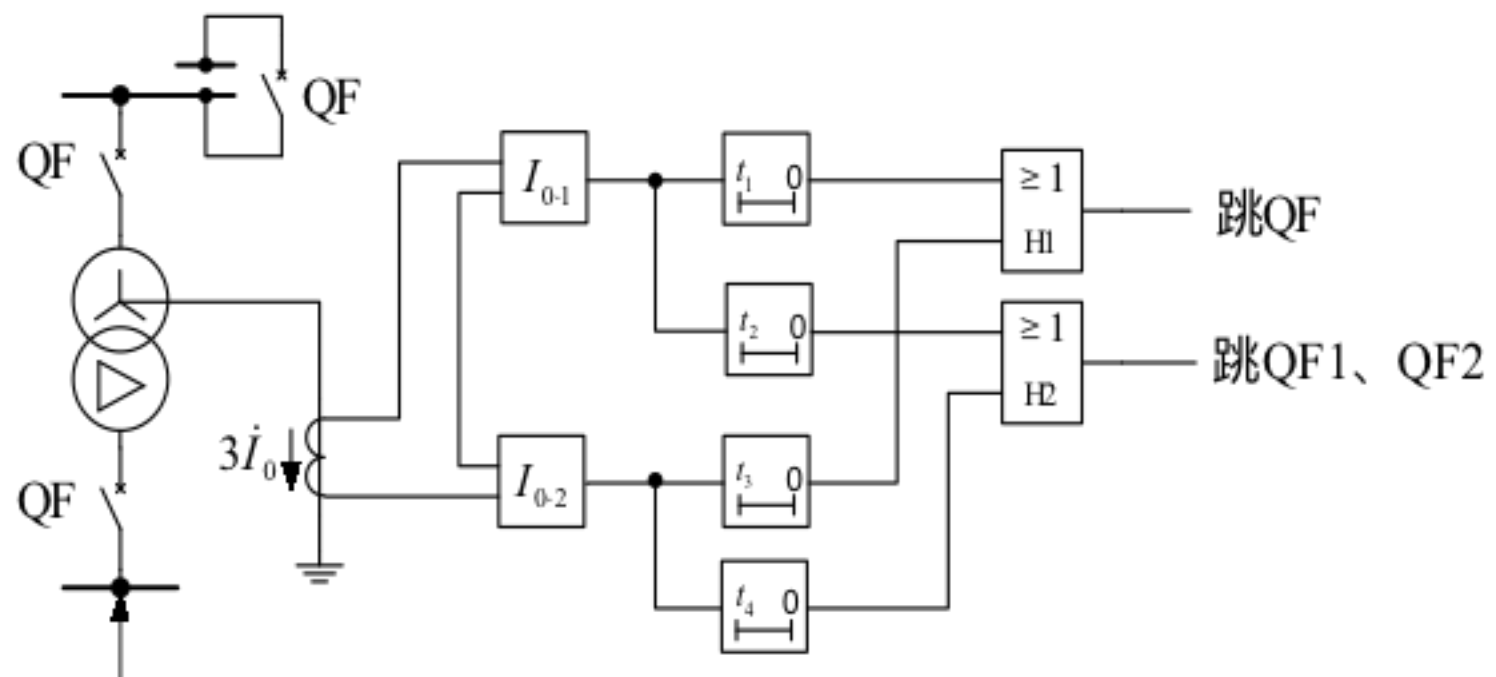 QF
QF
I0-1
t1 0
≥1
H1
跳QF
t2 0
≥1
H2
跳QF1、QF2
3İ0
QF
I0-2
t3 0
t4 0